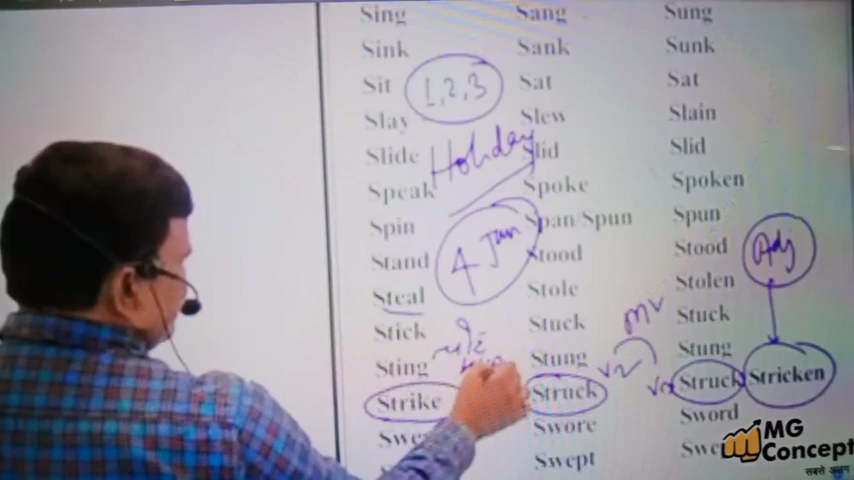 Sing Sang Sung
Sink Sank Sunk
Sit 1,2,3 Sat Sat
Slay Slew Slain
Slide Holiday Slid Slid
Speak Spoke Spoken
Spin Span/Spun Spun
Stand 4 Jun Stood Stood Adj
Steal Stole Stolen
Stick Stuck Stuck MV
Sting Stung Stung
Strike Struck V2 V3 Struck Stricken
Swore Sword
Swept
MG
Concept
सबसे अलग